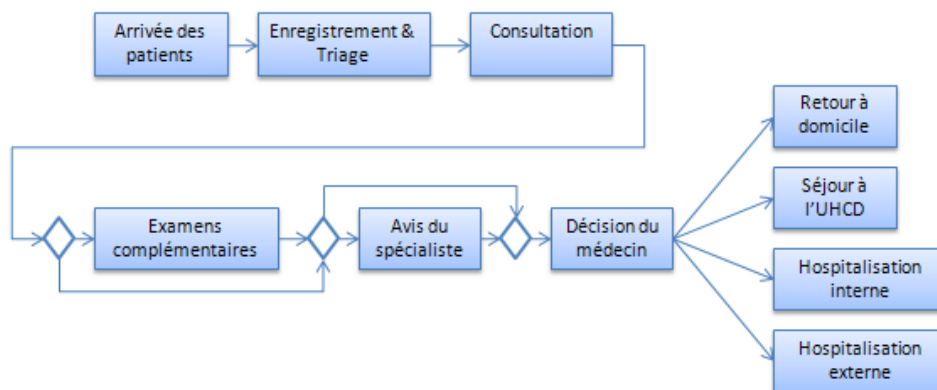 Arrivée des
patients
Enregistrement &
Triage
Consultation
Retour à
domicile
Séjour à
l'UHCD
Examens
complémentaires
Avis du
spécialiste
Décision du
médecin
Hospitalisation
interne
Hospitalisation
externe